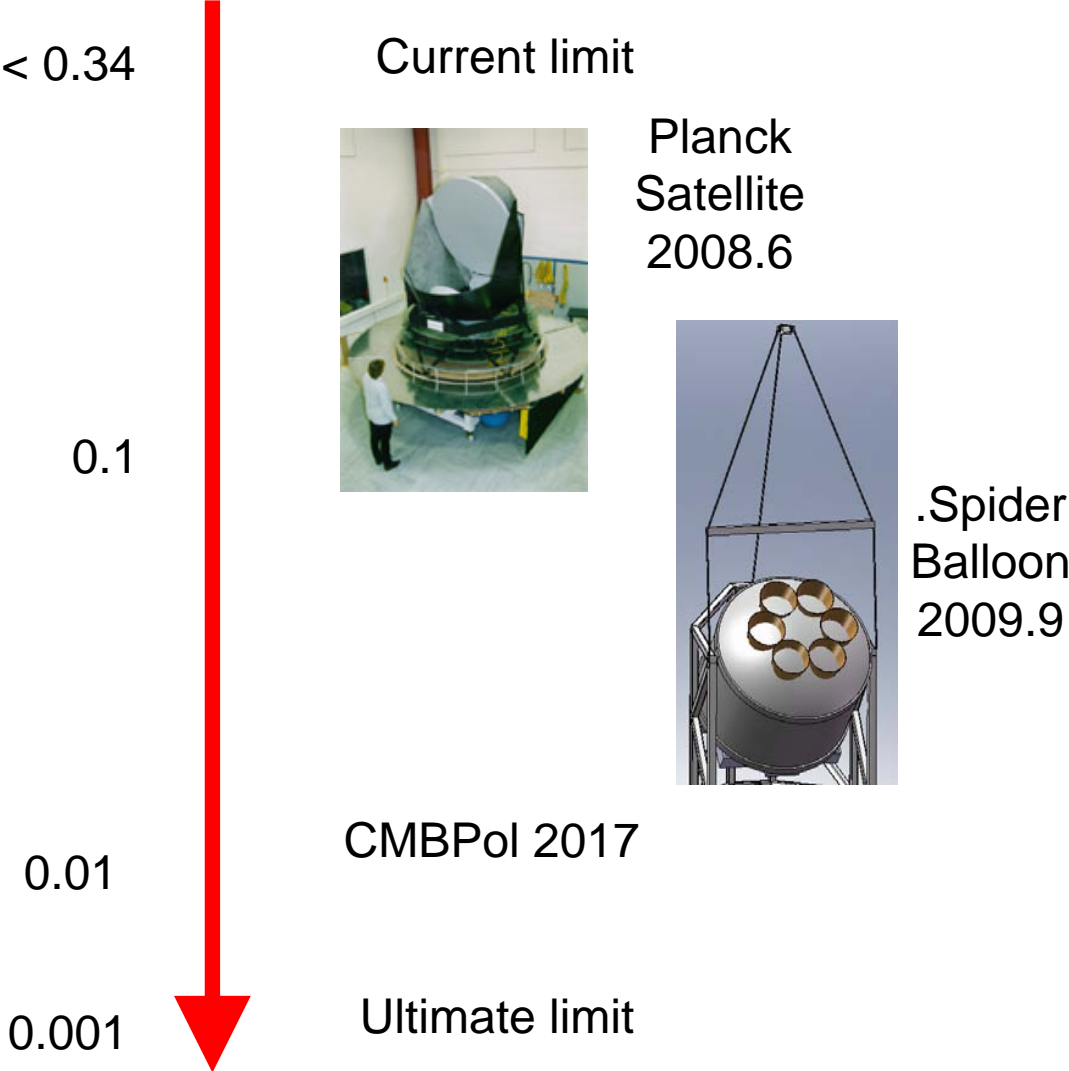 < 0.34
Current limit
Planck
Satellite
2008.6
0.1
.Spider
Balloon
2009.9
CMBPol 2017
0.01
Ultimate limit
0.001